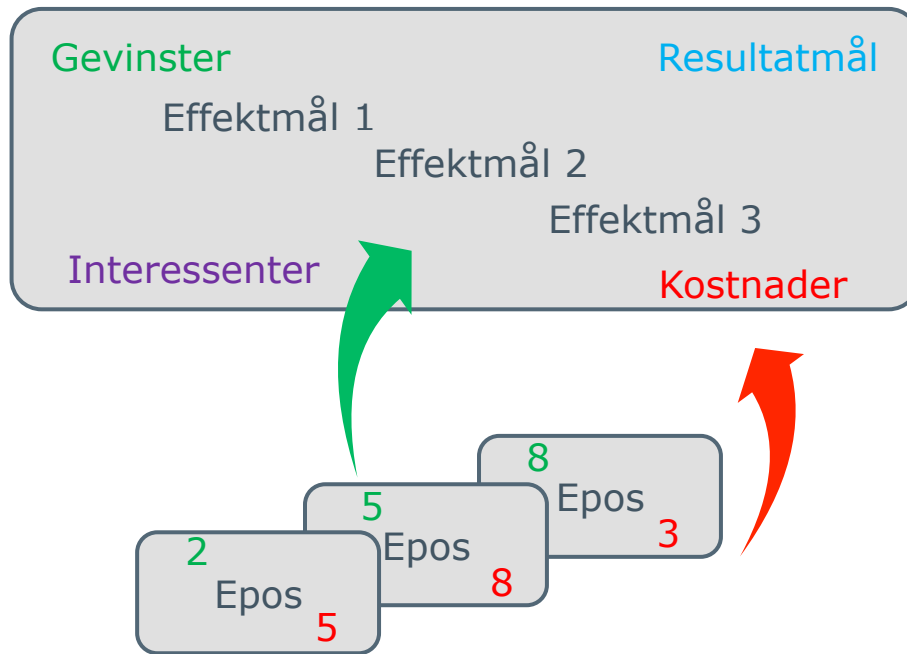 Gevinster
Resultatmål
Effektmål 1
Effektmål 2
Effektmål 3
Interessenter
Kostnader
8
Epos
3
5
Epos
8
2
Epos
5